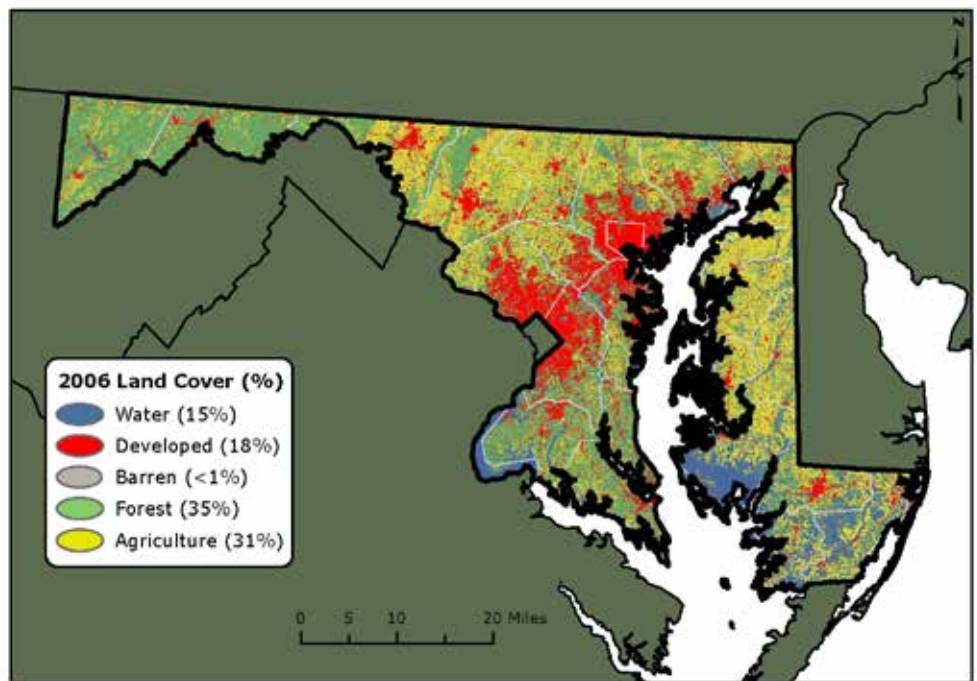 z
2006 Land Cover (%)
Water (15%)
Developed (18%)
Barren (<1%)
Forest (35%)
Agriculture (31%)
0 5 10 20 Miles